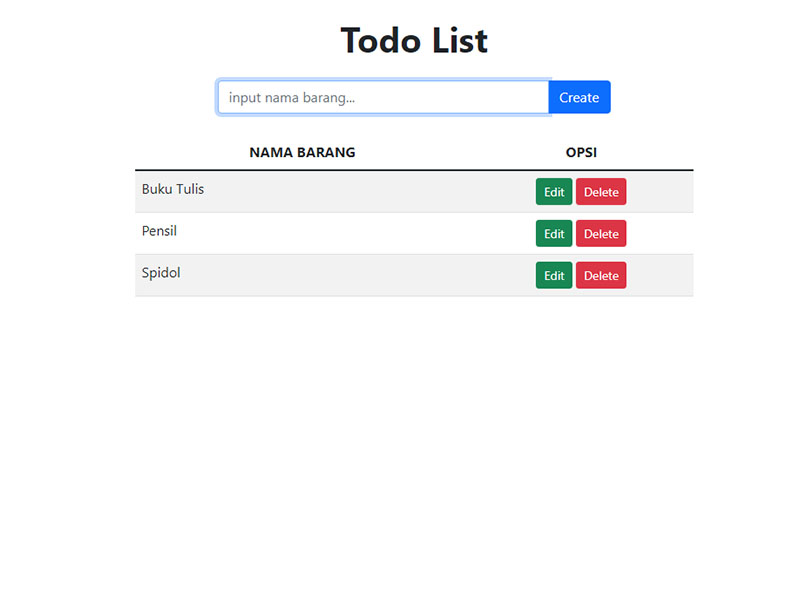 Todo List
input nama barang... Create
NAMA BARANG OPSI
Buku Tulis Edit Delete
Pensil Edit Delete
Spidol Edit Delete